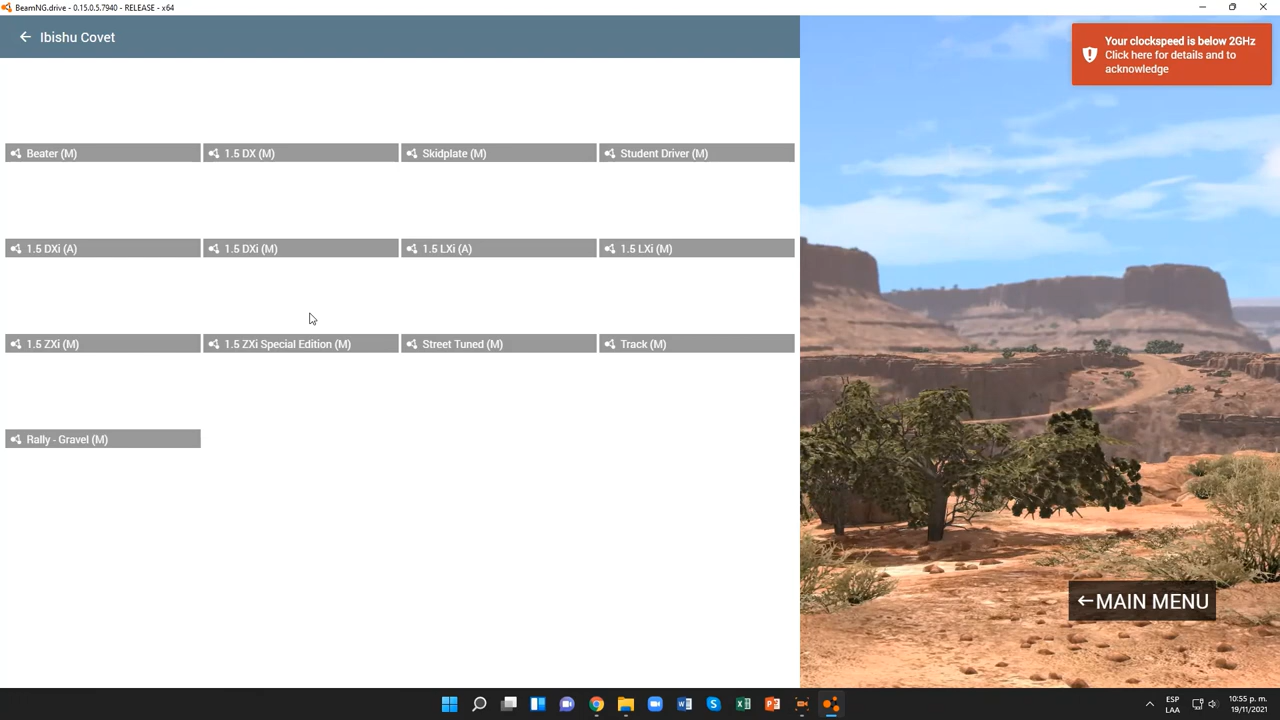 BeamNG.drive - 0.15.0.5.7940 - RELEASE - x64
Ibishu Covet
Your clockspeed is below 2GHz
Click here for details and to
acknowledge
Beater (M)
1.5 DX (M)
Skidplate (M)
Student Driver (M)
1.5 DXi (A)
1.5 DXi (M)
1.5 LXi (A)
1.5 LXi (M)
1.5 ZXi (M)
1.5 ZXi Special Edition (M)
Street Tuned (M)
Track (M)
Rally - Gravel (M)
←MAIN MENU
ESP
LAA
10:55 p. m.
19/11/2021